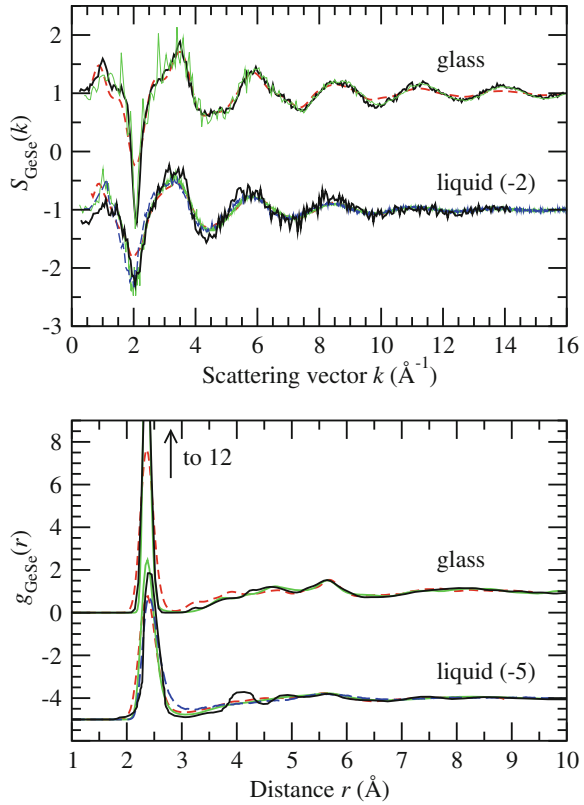 2
1
0
-1
-2
-3
S_GeSe(k)
glass
liquid (-2)
0 2 4 6 8 10 12 14 16
Scattering vector k (Å⁻¹)
8
6
4
2
0
-2
-4
g_GeSe(r)
to 12
glass
liquid (-5)
1 2 3 4 5 6 7 8 9 10
Distance r (Å)